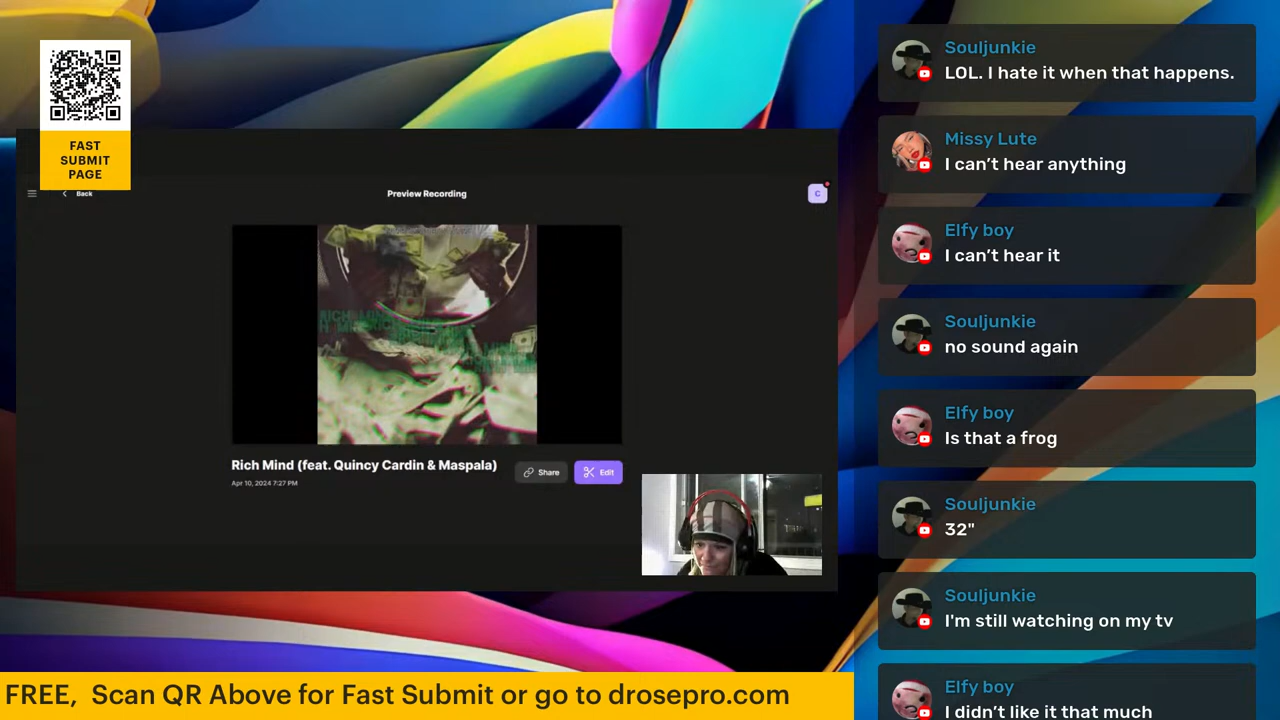 FAST
SUBMIT
PAGE
Back
Preview Recording
C
RICH MIND
Rich Mind (feat. Quincy Cardin & Maspala)
Apr 10, 2024 7:27 PM
Share
Edit
FREE, Scan QR Above for Fast Submit or go to drosepro.com
Souljunkie
LOL. I hate it when that happens.
Missy Lute
I can’t hear anything
Elfy boy
I can’t hear it
Souljunkie
no sound again
Elfy boy
Is that a frog
Souljunkie
32"
Souljunkie
I'm still watching on my tv
Elfy boy
I didn’t like it that much